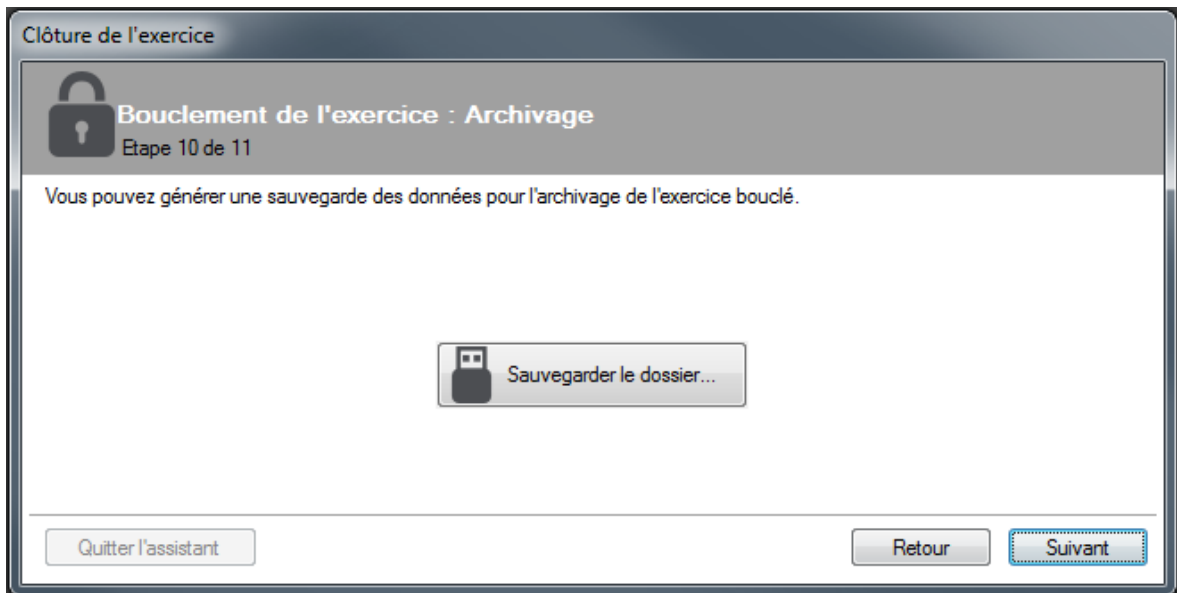 Clôture de l'exercice
Bouclement de l'exercice : Archivage
Etape 10 de 11
Vous pouvez générer une sauvegarde des données pour l'archivage de l'exercice bouclé.
Sauvegarder le dossier...
Quitter l'assistant
Retour
Suivant